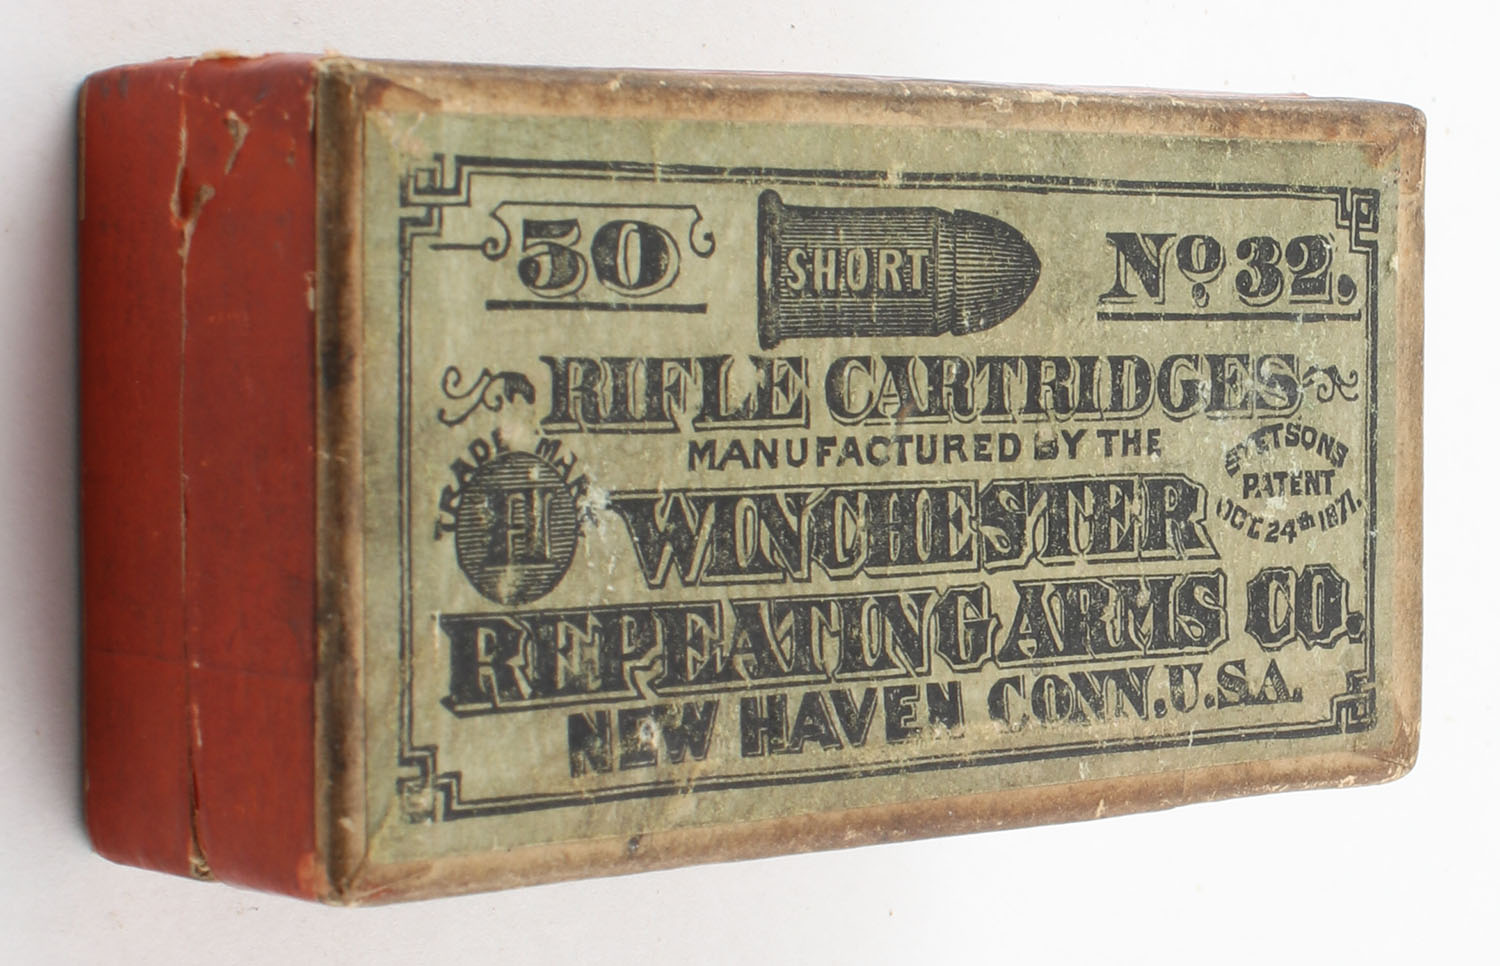 50
SHORT
No. 32.
RIFLE CARTRIDGES
MANUFACTURED BY THE
TRADE MARK
H
STETSONS
PATENT
OCT. 24th 1871.
WINCHESTER
REPEATING ARMS CO.
NEW HAVEN CONN. U.S.A.